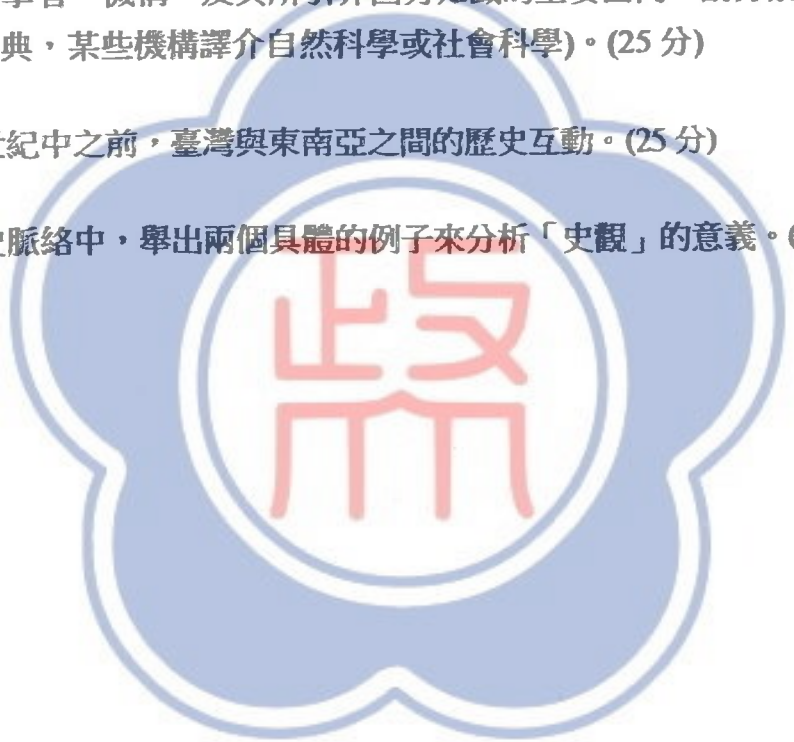 典，某些機構譯介自然科學或社會科學)。(25 分)
世紀中之前，臺灣與東南亞之間的歷史互動。(25 分)
脈絡中，舉出兩個具體的例子來分析「史觀」的意義。(
政大